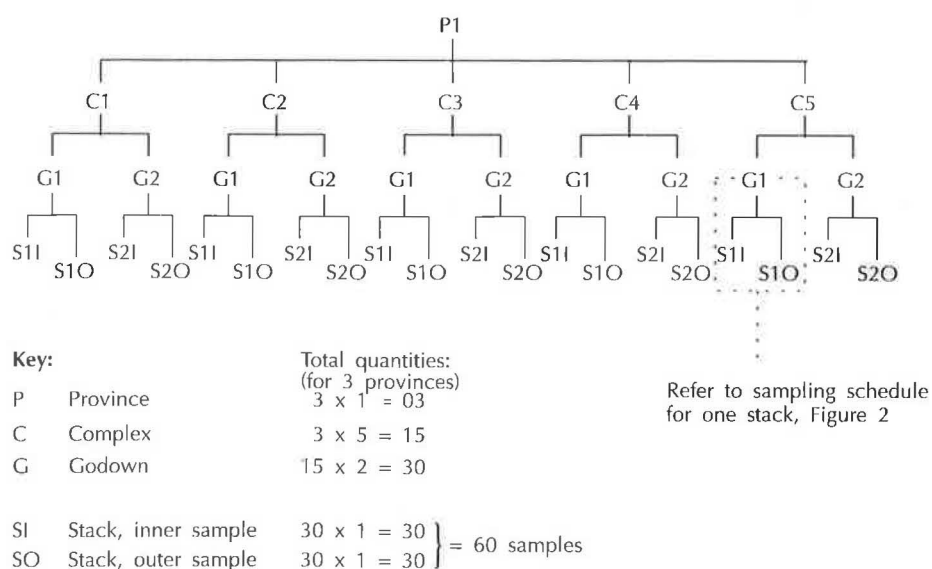 P1
C1 C2 C3 C4 C5
G1 G2 G1 G2 G1 G2 G1 G2 G1 G2
S1I S2I S1I S2I S1I S2I S1I S2I S1I S2I
S1O S2O S1O S2O S1O S2O S1O S2O S1O S2O
Key: Total quantities:
(for 3 provinces)
P Province 3 x 1 = 03
C Complex 3 x 5 = 15
G Godown 15 x 2 = 30
SI Stack, inner sample 30 x 1 = 30
SO Stack, outer sample 30 x 1 = 30
= 60 samples
Refer to sampling schedule
for one stack, Figure 2